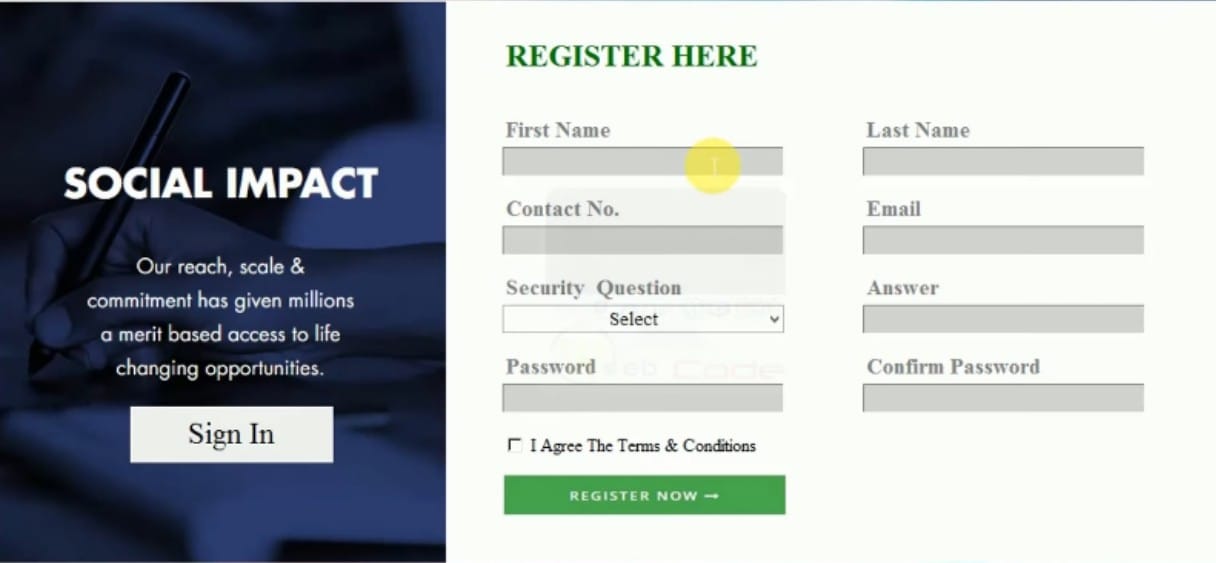 SOCIAL IMPACT
Our reach, scale &
commitment has given millions
a merit based access to life
changing opportunities.
Sign In
REGISTER HERE
First Name
Last Name
Contact No.
Email
Security Question
Answer
Select
Password
Confirm Password
I Agree The Terms & Conditions
REGISTER NOW →